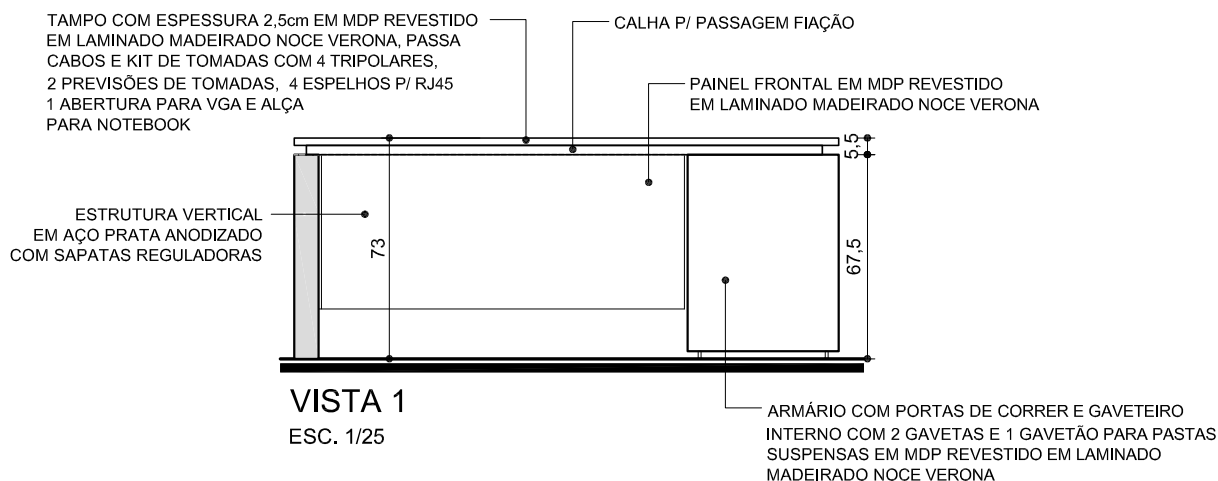 TAMPO COM ESPESSURA 2,5cm EM MDP REVESTIDO
EM LAMINADO MADEIRADO NOCE VERONA, PASSA
CABOS E KIT DE TOMADAS COM 4 TRIPOLARES,
2 PREVISÕES DE TOMADAS, 4 ESPELHOS P/ RJ45
1 ABERTURA PARA VGA E ALÇA
PARA NOTEBOOK
CALHA P/ PASSAGEM FIAÇÃO
PAINEL FRONTAL EM MDP REVESTIDO
EM LAMINADO MADEIRADO NOCE VERONA
5,5
ESTRUTURA VERTICAL
EM AÇO PRATA ANODIZADO
COM SAPATAS REGULADORAS
73
67,5
VISTA 1
ESC. 1/25
ARMÁRIO COM PORTAS DE CORRER E GAVETEIRO
INTERNO COM 2 GAVETAS E 1 GAVETÃO PARA PASTAS
SUSPENSAS EM MDP REVESTIDO EM LAMINADO
MADEIRADO NOCE VERONA